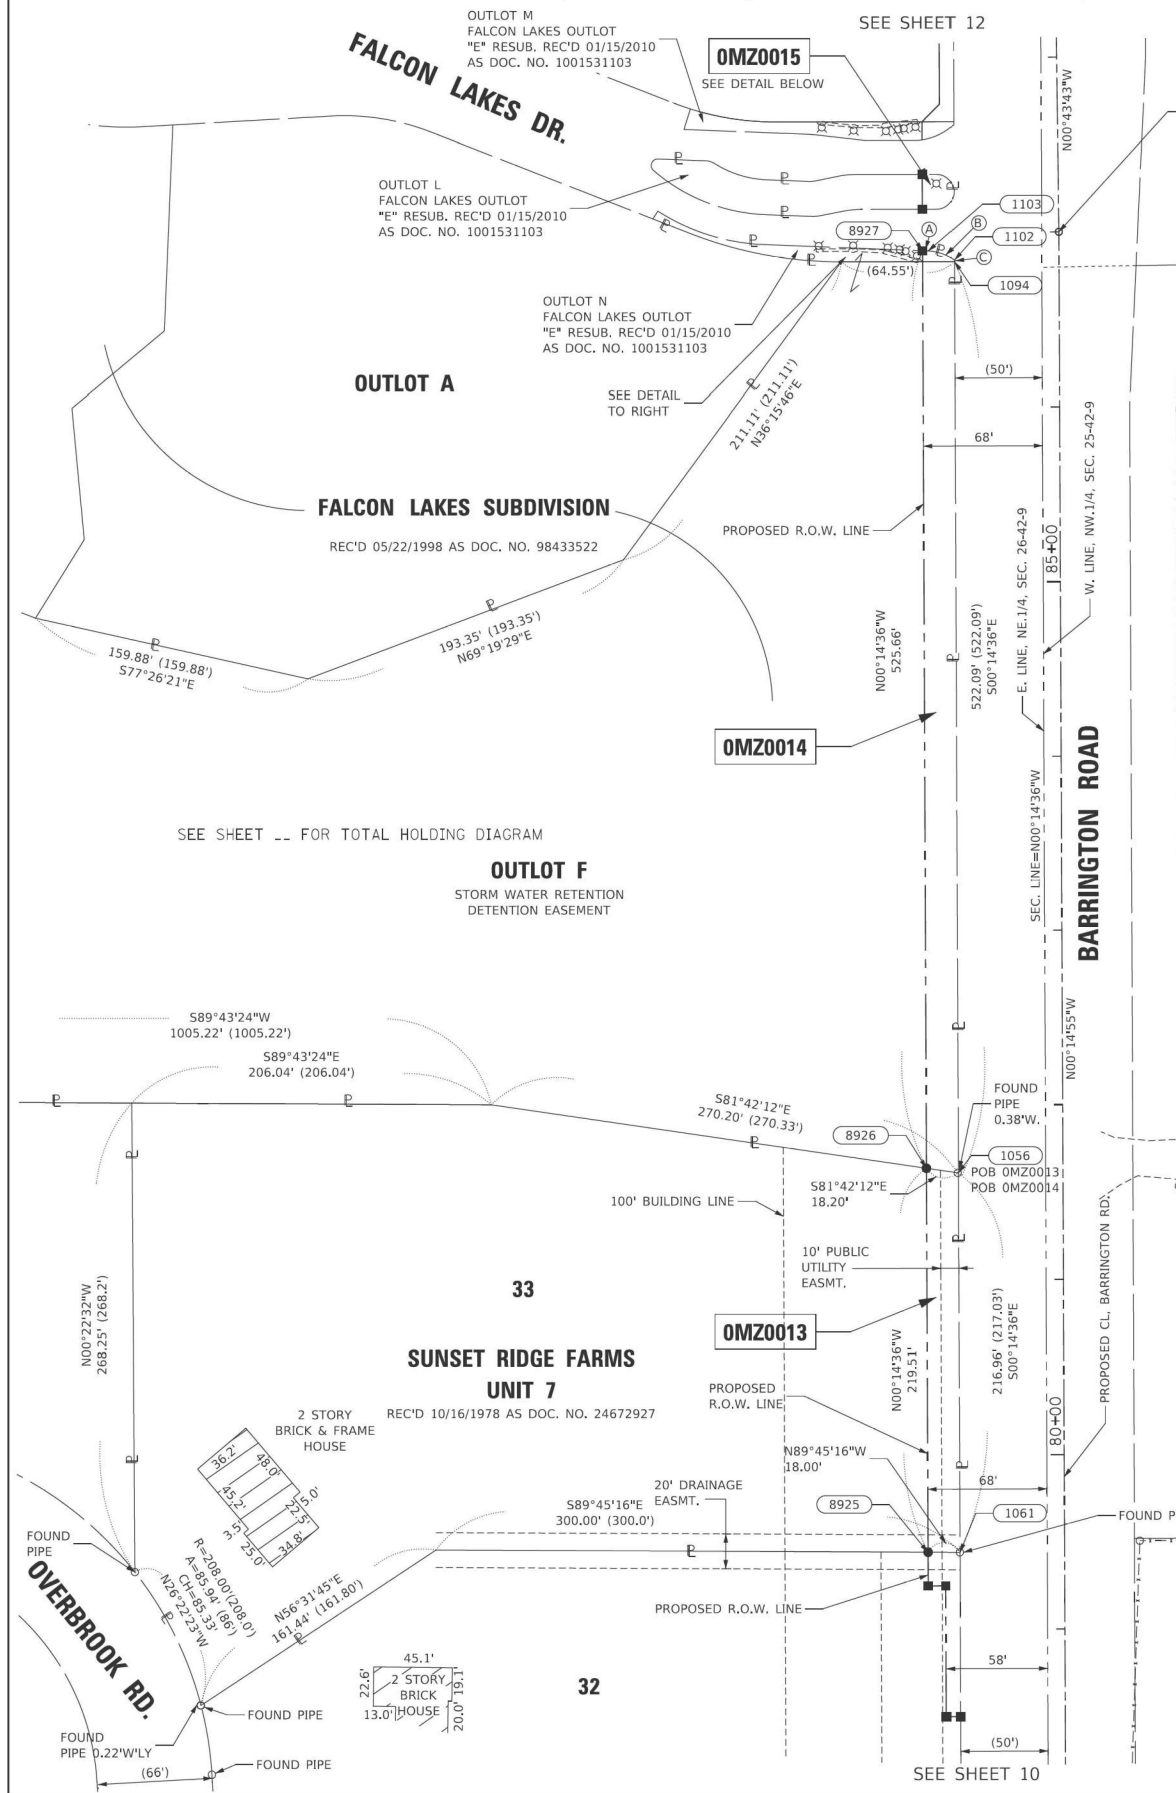 SEE SHEET 12
OUTLOT M
FALCON LAKES OUTLOT
"E" RESUB. REC'D 01/15/2010
AS DOC. NO. 1001531103
0MZ0015
SEE DETAIL BELOW
FALCON LAKES DR.
N00°43'43"W
OUTLOT L
FALCON LAKES OUTLOT
"E" RESUB. REC'D 01/15/2010
AS DOC. NO. 1001531103
1103
8927
A
B
1102
C
(64.55')
1094
OUTLOT N
FALCON LAKES OUTLOT
"E" RESUB. REC'D 01/15/2010
AS DOC. NO. 1001531103
OUTLOT A
SEE DETAIL
TO RIGHT
211.11' (211.11')
N36°15'46"E
(50')
68'
FALCON LAKES SUBDIVISION
REC'D 05/22/1998 AS DOC. NO. 98433522
PROPOSED R.O.W. LINE
85+00
W. LINE, NW.1/4, SEC. 25-42-9
E. LINE, NE.1/4, SEC. 26-42-9
159.88' (159.88')
S77°26'21"E
193.35' (193.35')
N69°19'29"E
N00°14'36"W
525.66'
522.09' (522.09')
S00°14'36"E
0MZ0014
BARRINGTON ROAD
SEC. LINE=N00°14'36"W
SEE SHEET __ FOR TOTAL HOLDING DIAGRAM
OUTLOT F
STORM WATER RETENTION
DETENTION EASEMENT
S89°43'24"W
1005.22' (1005.22')
S89°43'24"E
206.04' (206.04')
N00°14'55"W
S81°42'12"E
270.20' (270.33')
FOUND
PIPE
0.38'W.
8926
1056
POB 0MZ0013
POB 0MZ0014
S81°42'12"E
18.20'
100' BUILDING LINE
10' PUBLIC
UTILITY
EASMT.
PROPOSED CL, BARRINGTON RD.
33
0MZ0013
N00°22'32"W
268.25' (268.2')
SUNSET RIDGE FARMS
UNIT 7
REC'D 10/16/1978 AS DOC. NO. 24672927
N00°14'36"W
219.51'
216.96' (217.03')
S00°14'36"E
PROPOSED
R.O.W. LINE
80+00
2 STORY
BRICK & FRAME
HOUSE
36.2'
48.0'
15.0'
45.2'
22.5'
3.5'
25.0'
34.8'
N89°45'16"W
18.00'
20' DRAINAGE
EASMT.
68'
S89°45'16"E
300.00' (300.0')
8925
1061
FOUND P
FOUND
PIPE
R=208.00'(208.0')
A=85.94' (86')
CH=85.33'
N26°22'23"W
N56°31'45"E
161.44' (161.80')
OVERBROOK RD.
PROPOSED R.O.W. LINE
45.1'
22.6'
2 STORY
BRICK
HOUSE
19.1'
13.0'
20.0'
32
58'
FOUND PIPE
FOUND
PIPE 0.22'W'LY
FOUND PIPE
(66')
(50')
SEE SHEET 10